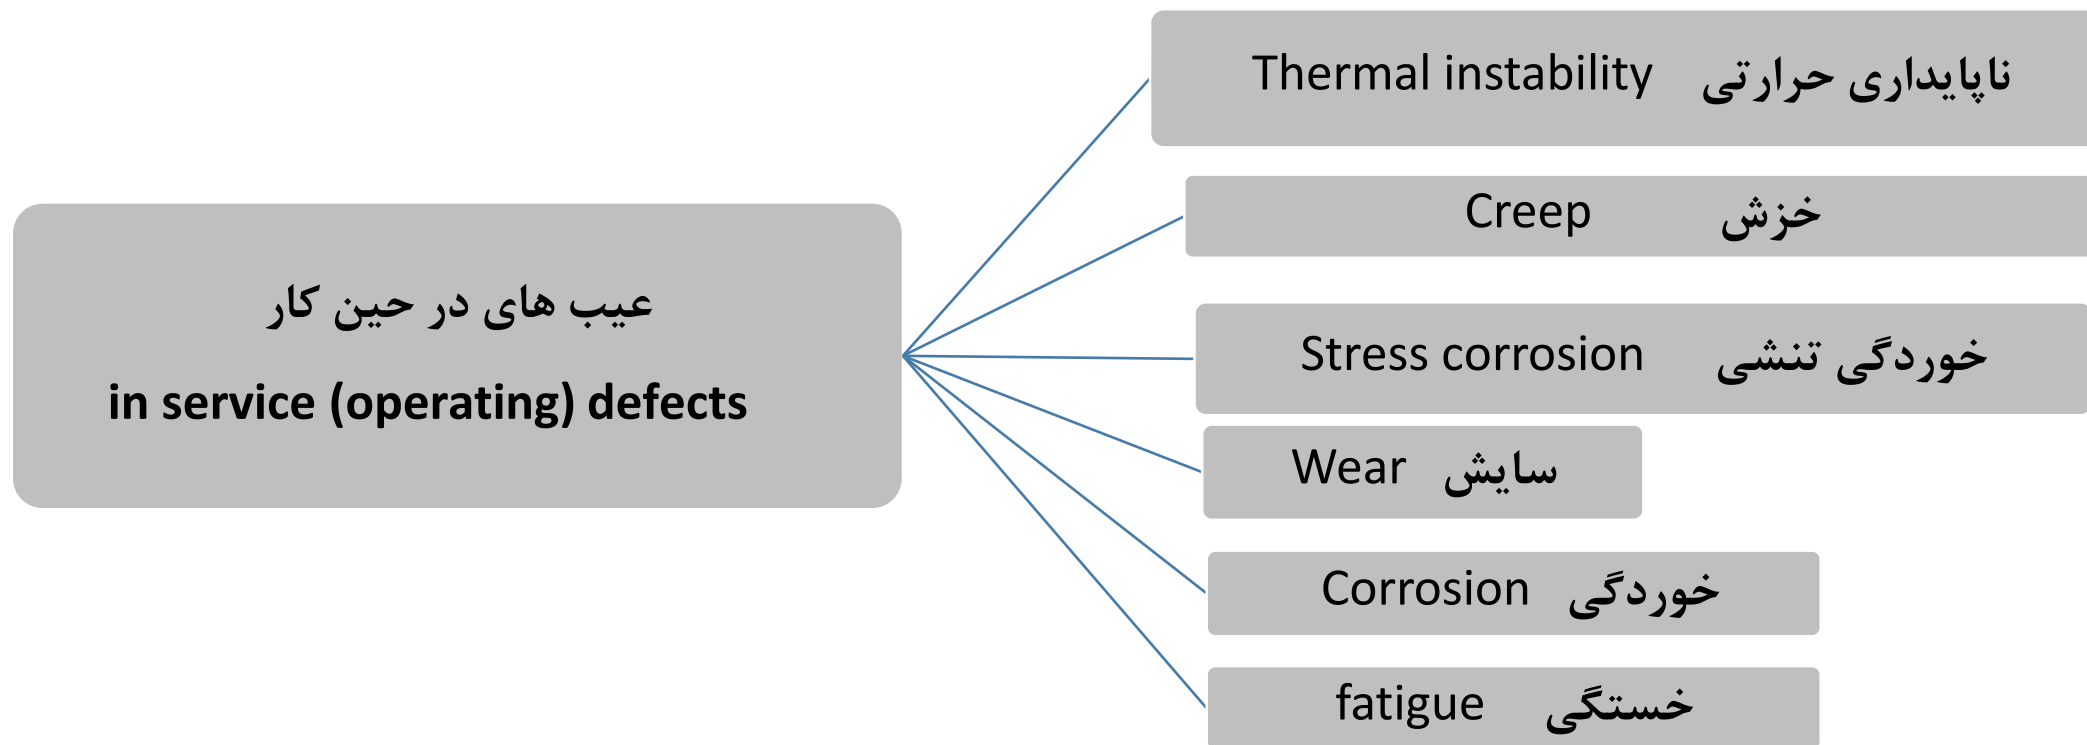 عیب های در حین کار
in service (operating) defects
Thermal instability ناپایداری حرارتی
Creep خزش
Stress corrosion خوردگی تنشی
Wear سایش
Corrosion خوردگی
fatigue خستگی